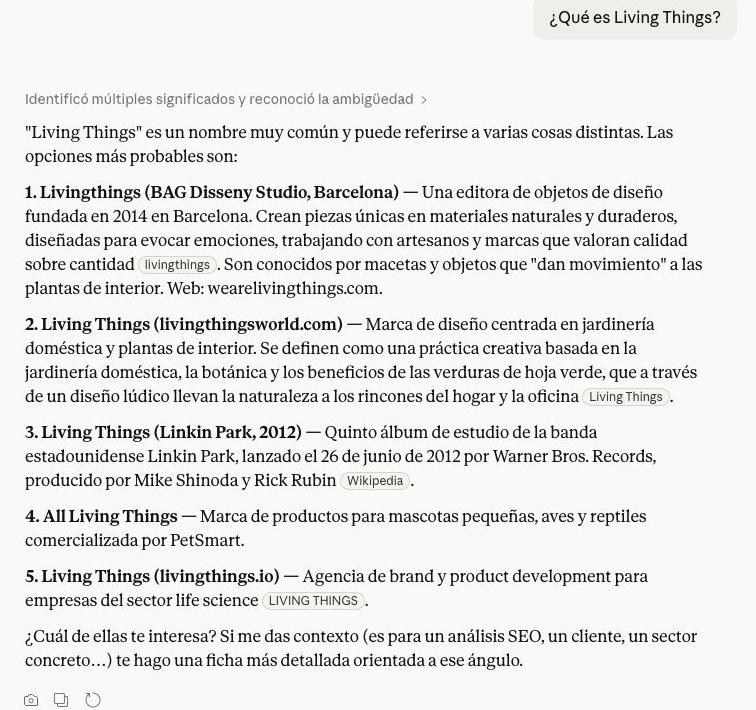 ¿Qué es Living Things?
Identificó múltiples significados y reconoció la ambigüedad >
"Living Things" es un nombre muy común y puede referirse a varias cosas distintas. Las
opciones más probables son:
1. Livingthings (BAG Disseny Studio, Barcelona) — Una editora de objetos de diseño
fundada en 2014 en Barcelona. Crean piezas únicas en materiales naturales y duraderos,
diseñadas para evocar emociones, trabajando con artesanos y marcas que valoran calidad
sobre cantidad livingthings. Son conocidos por macetas y objetos que "dan movimiento" a las
plantas de interior. Web: wearelivingthings.com.
2. Living Things (livingthingsworld.com) — Marca de diseño centrada en jardinería
doméstica y plantas de interior. Se definen como una práctica creativa basada en la
jardinería doméstica, la botánica y los beneficios de las verduras de hoja verde, que a través
de un diseño lúdico llevan la naturaleza a los rincones del hogar y la oficina Living Things.
3. Living Things (Linkin Park, 2012) — Quinto álbum de estudio de la banda
estadounidense Linkin Park, lanzado el 26 de junio de 2012 por Warner Bros. Records,
producido por Mike Shinoda y Rick Rubin Wikipedia.
4. All Living Things — Marca de productos para mascotas pequeñas, aves y reptiles
comercializada por PetSmart.
5. Living Things (livingthings.io) — Agencia de brand y product development para
empresas del sector life science LIVING THINGS.
¿Cuál de ellas te interesa? Si me das contexto (es para un análisis SEO, un cliente, un sector
concreto…) te hago una ficha más detallada orientada a ese ángulo.